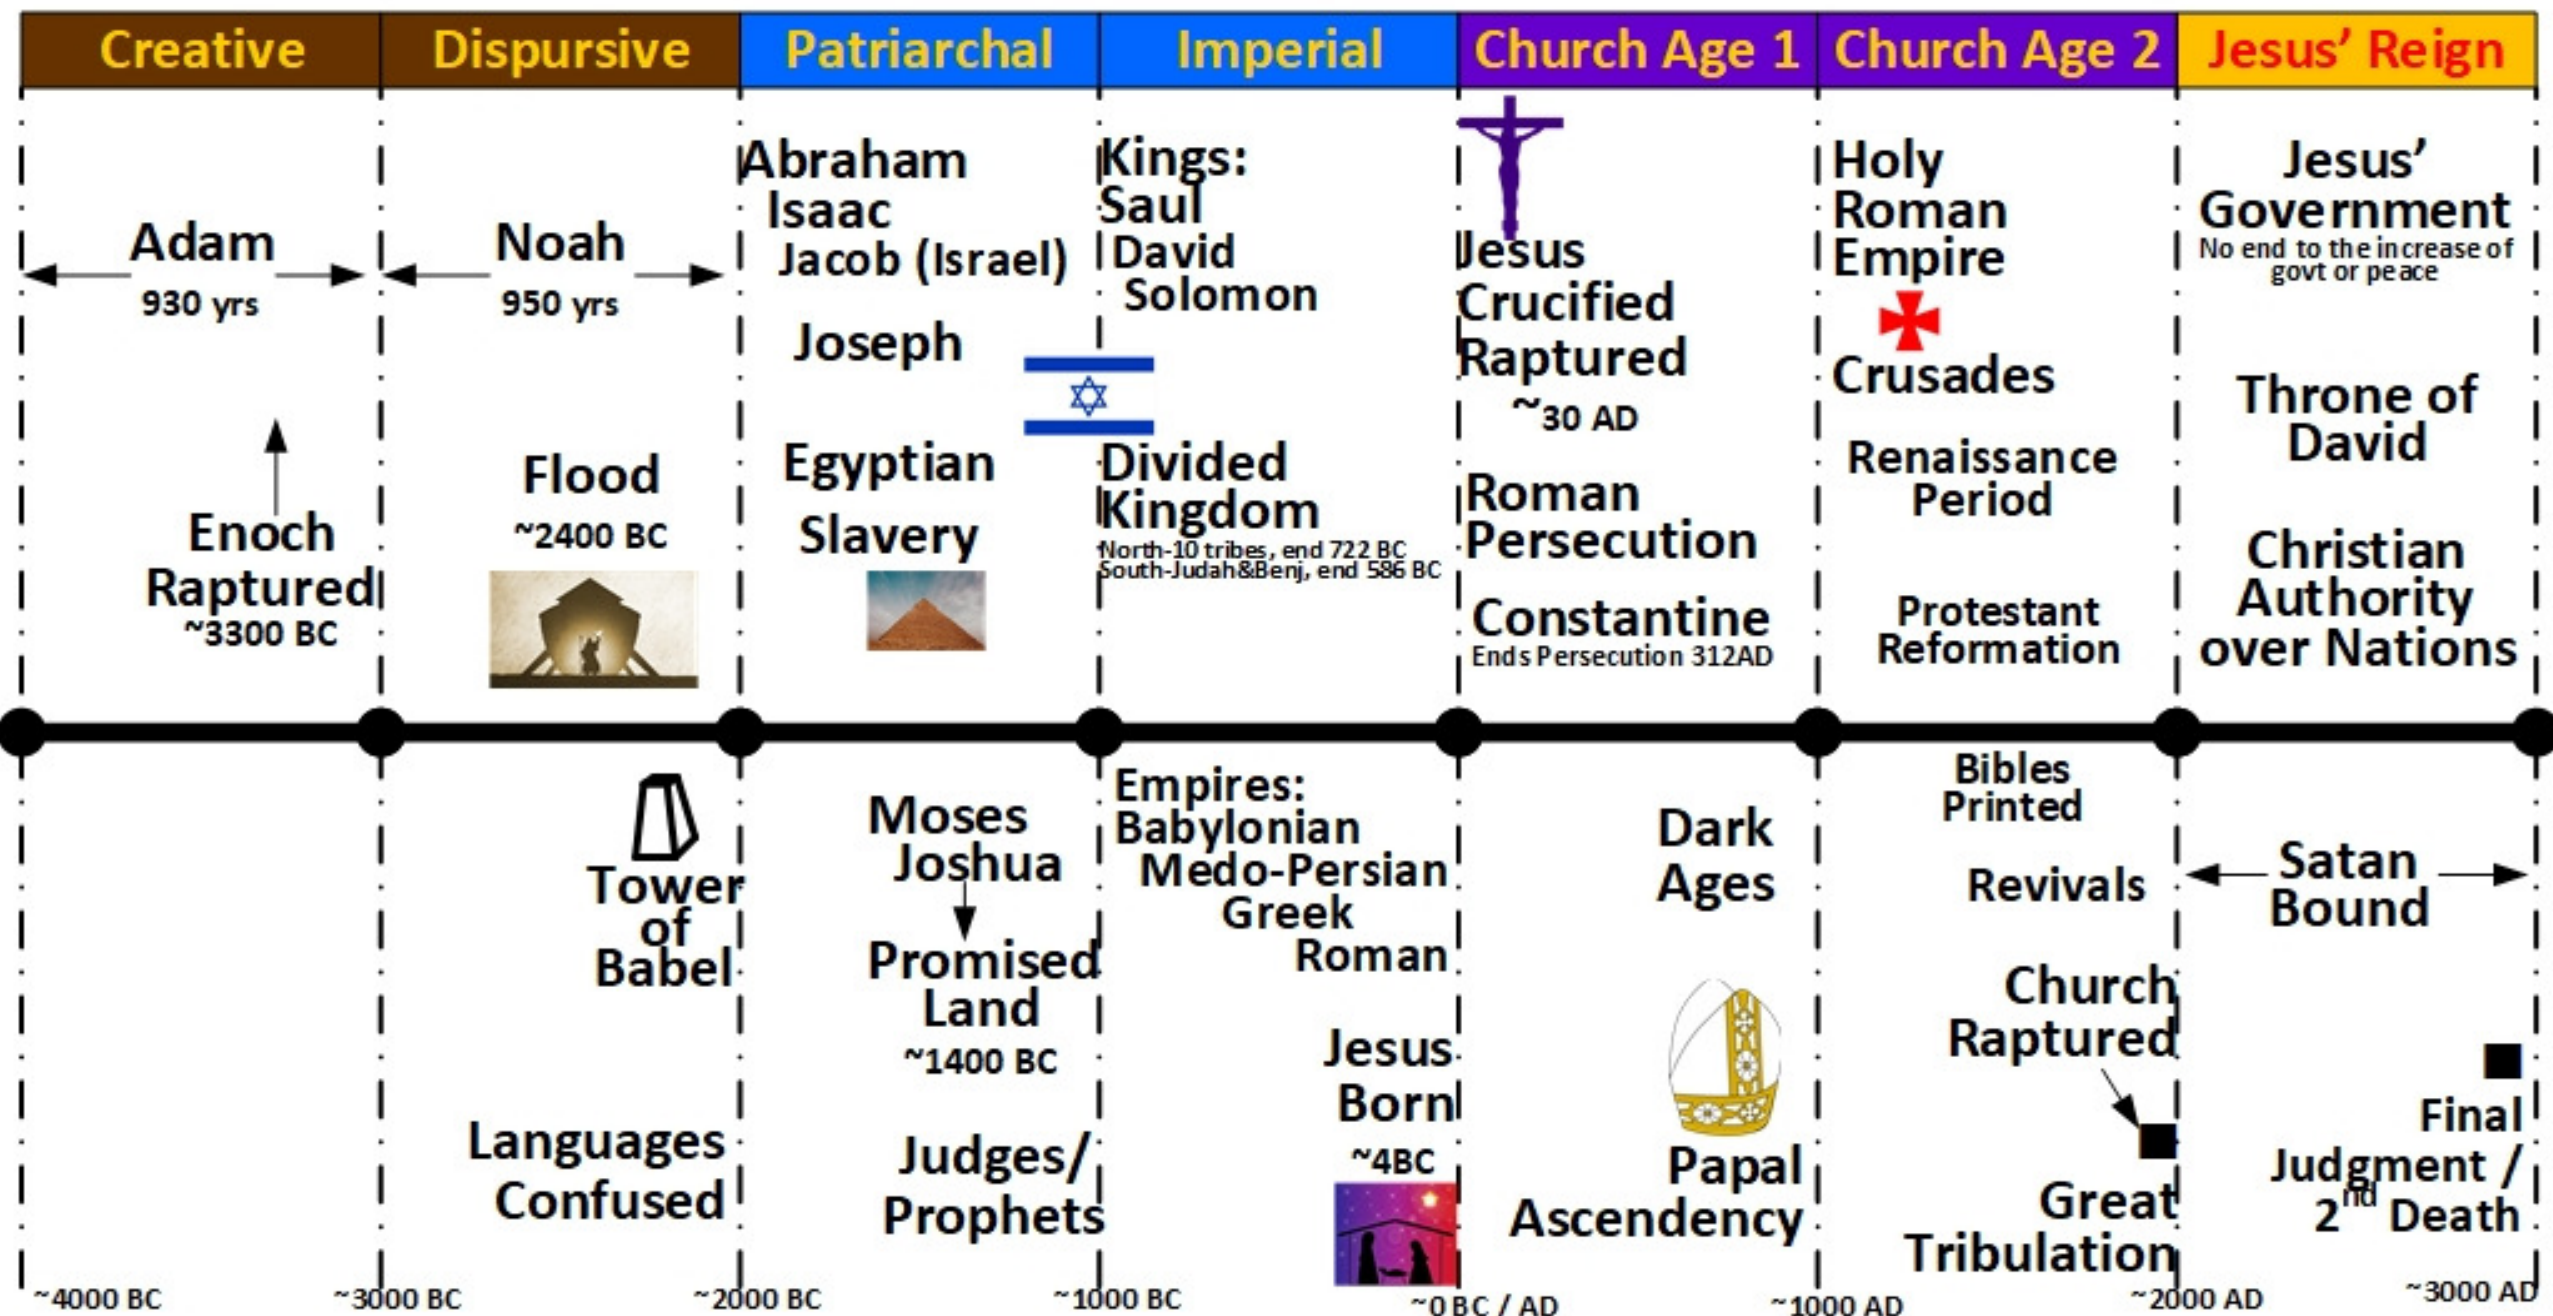 Creative
Dispursive
Patriarchal
Imperial
Church Age 1
Church Age 2
Jesus’ Reign
Adam
930 yrs
Enoch
Raptured
~3300 BC
Noah
950 yrs
Flood
~2400 BC
Abraham
Isaac
Jacob (Israel)
Joseph
Egyptian
Slavery
Kings:
Saul
David
Solomon
Divided
Kingdom
North-10 tribes, end 722 BC
South-Judah&Benj, end 586 BC
Jesus
Crucified
Raptured
~30 AD
Roman
Persecution
Constantine
Ends Persecution 312AD
Holy
Roman
Empire
Crusades
Renaissance
Period
Protestant
Reformation
Jesus’
Government
No end to the increase of
govt or peace
Throne of
David
Christian
Authority
over Nations
Tower
of
Babel
Languages
Confused
Moses
Joshua
Promised
Land
~1400 BC
Judges/
Prophets
Empires:
Babylonian
Medo-Persian
Greek
Roman
Jesus
Born
~4BC
Dark
Ages
Papal
Ascendency
Bibles
Printed
Revivals
Church
Raptured
Great
Tribulation
Satan
Bound
Final
Judgment /
2nd Death
~4000 BC
~3000 BC
~2000 BC
~1000 BC
~0 BC / AD
~1000 AD
~2000 AD
~3000 AD